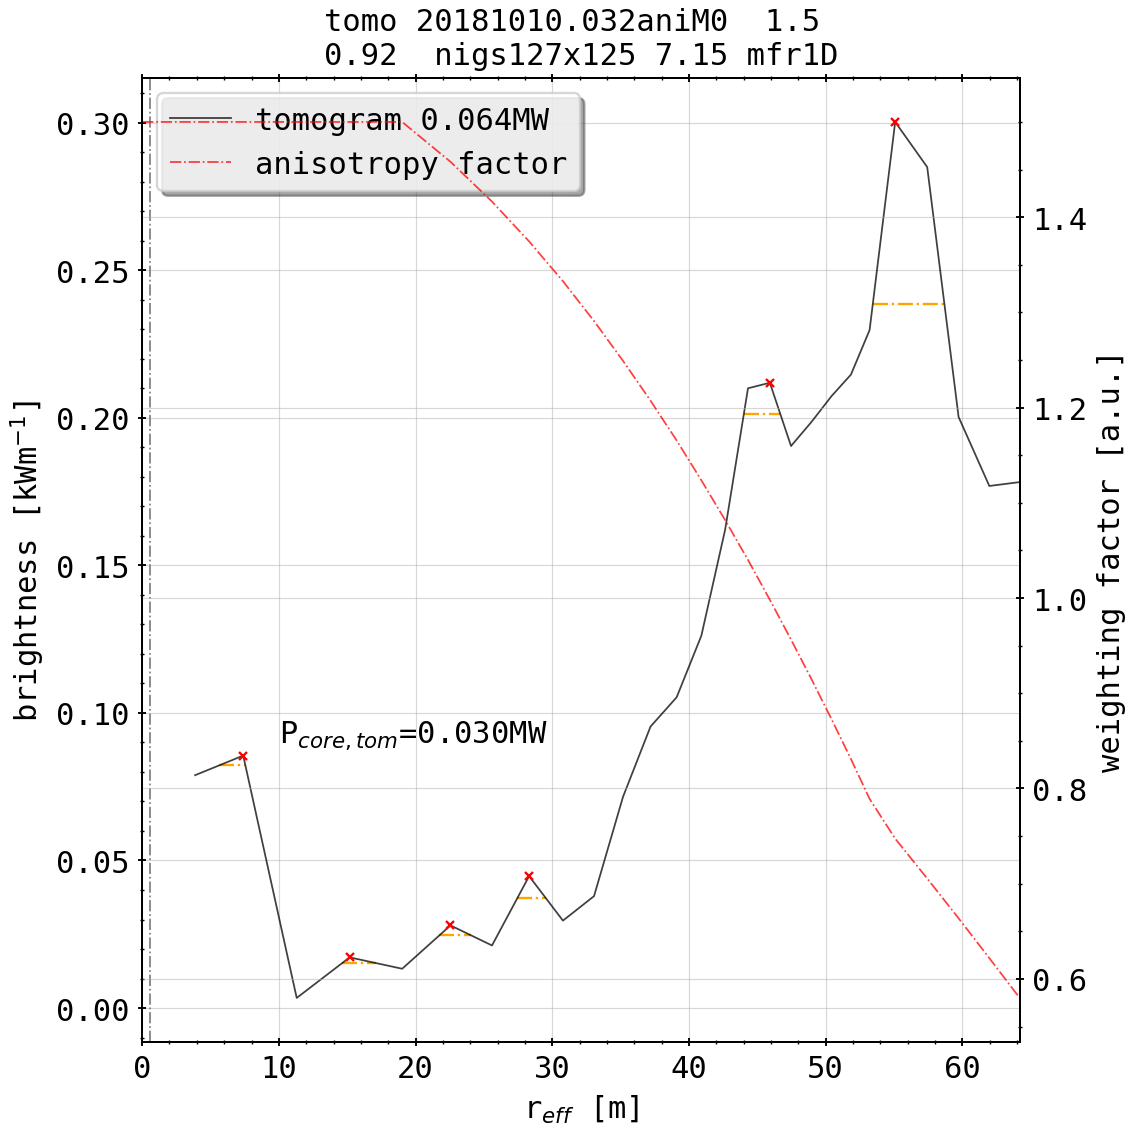 tomo 20181010.032aniM0  1.5
0.92  nigs127x125 7.15 mfr1D
tomogram 0.064MW
anisotropy factor
0.30
0.25
0.20
0.15
0.10
0.05
0.00
brightness [kWm⁻¹]
P_core,tom=0.030MW
1.4
1.2
1.0
0.8
0.6
weighting factor [a.u.]
0 10 20 30 40 50 60
r_eff [m]